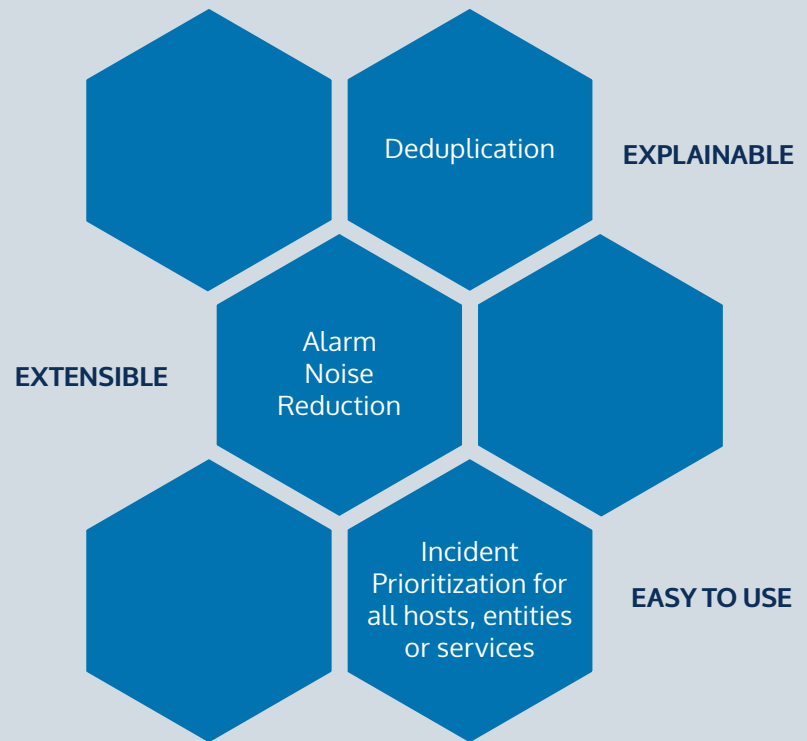 Deduplication
EXPLAINABLE
Alarm
Noise
Reduction
EXTENSIBLE
Incident
Prioritization for
all hosts, entities
or services
EASY TO USE